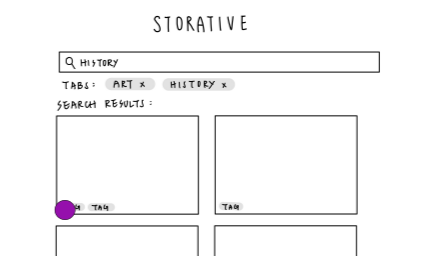 STORATIVE
HISTORY
TABS: ART x HISTORY x
SEARCH RESULTS:
TAG
TAG